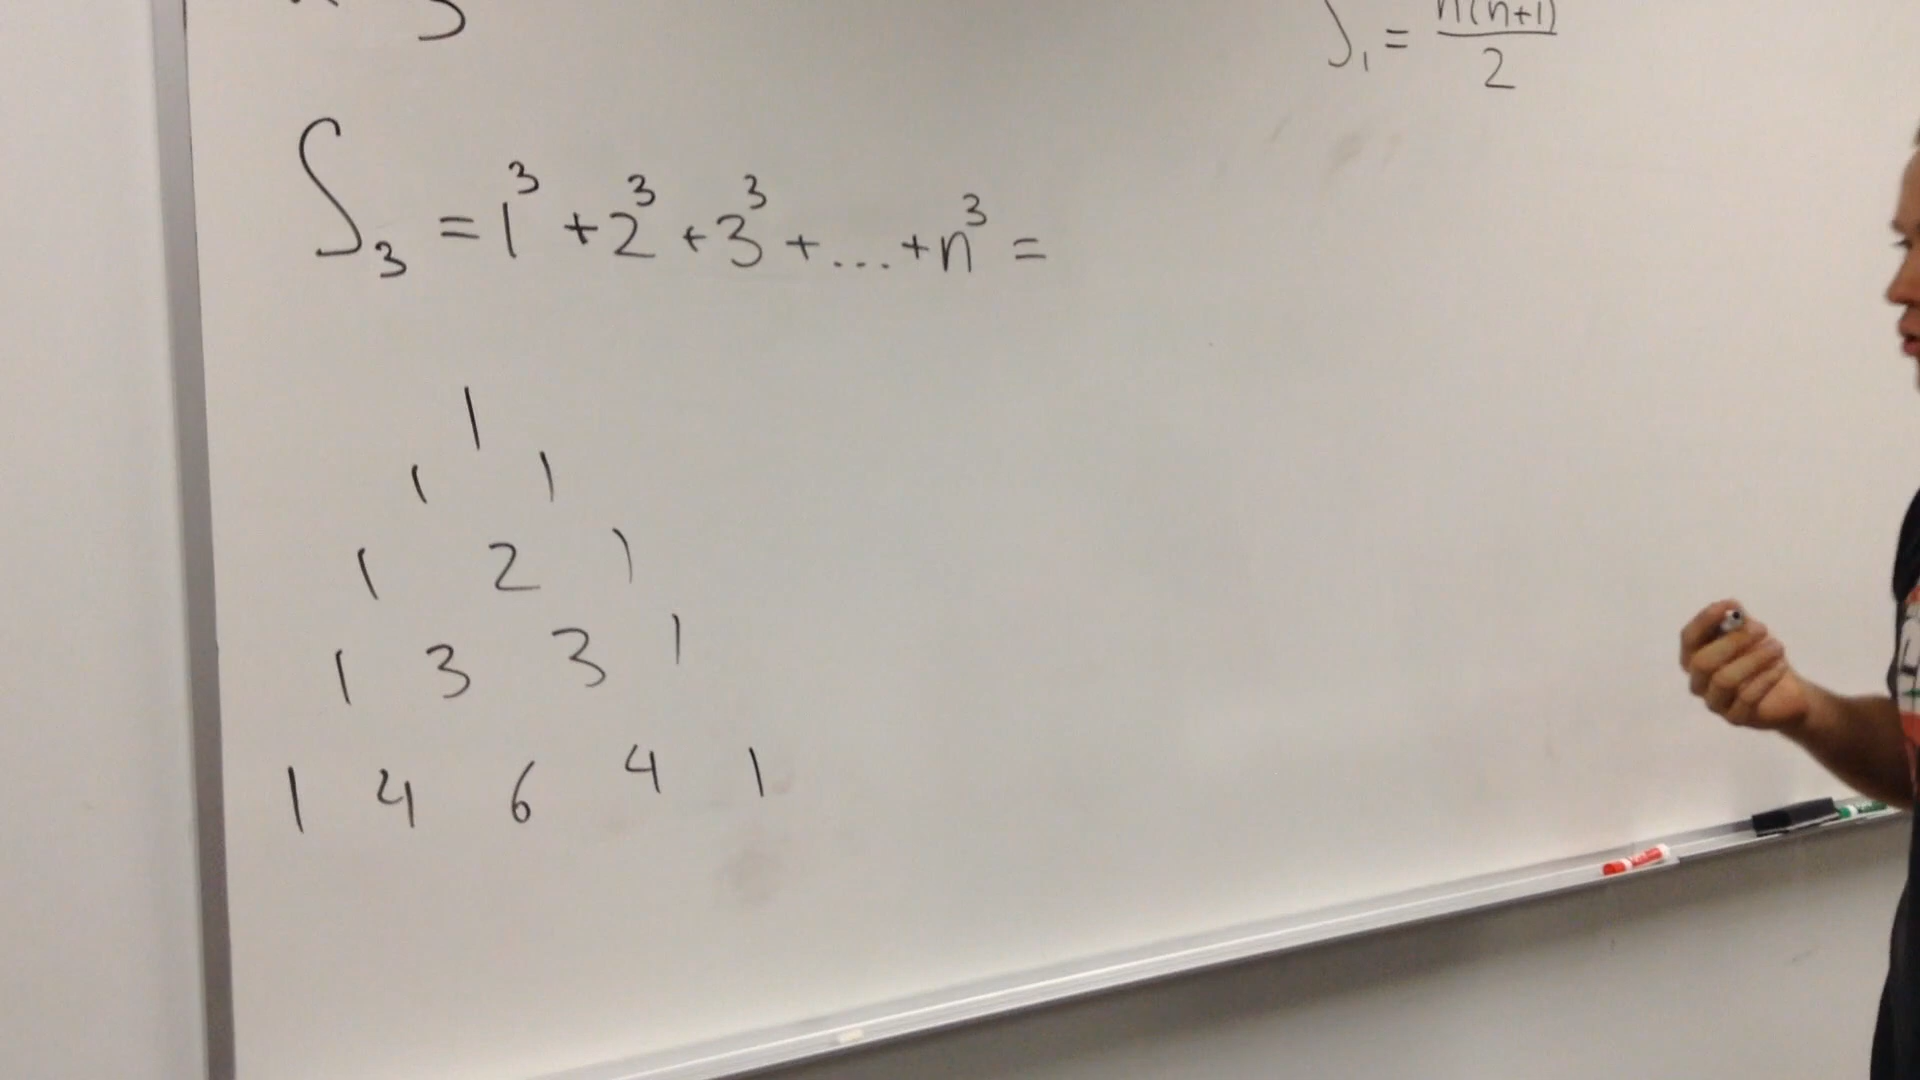 S₁ = n(n+1)/2
S₃ = 1³ + 2³ + 3³ + ... + n³ =
1
1 1
1 2 1
1 3 3 1
1 4 6 4 1